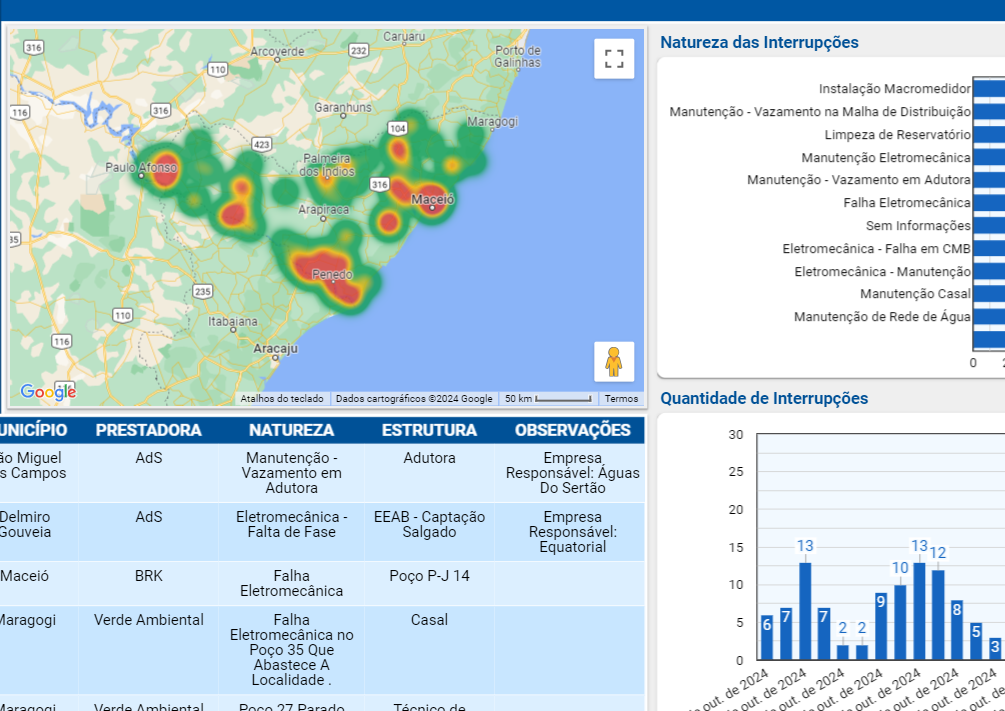 316
Arcoverde
232
Caruaru
Porto de
Galinhas
110
116
316
Garanhuns
104
Maragogi
423
Paulo Afonso
Palmeira
dos Índios
316
Maceió
Arapiraca
Penedo
235
110
Itabaiana
116
Aracaju
Google
Atalhos do teclado
Dados cartográficos ©2024 Google
50 km
Termos
Natureza das Interrupções
Instalação Macromedidor
Manutenção - Vazamento na Malha de Distribuição
Limpeza de Reservatório
Manutenção Eletromecânica
Manutenção - Vazamento em Adutora
Falha Eletromecânica
Sem Informações
Eletromecânica - Falha em CMB
Eletromecânica - Manutenção
Manutenção Casal
Manutenção de Rede de Água
0
UNICÍPIO PRESTADORA NATUREZA ESTRUTURA OBSERVAÇÕES
ão Miguel
s Campos
AdS
Manutenção -
Vazamento em
Adutora
Adutora
Empresa
Responsável: Águas
Do Sertão
Delmiro
Gouveia
AdS
Eletromecânica -
Falta de Fase
EEAB - Captação
Salgado
Empresa
Responsável:
Equatorial
Maceió
BRK
Falha
Eletromecânica
Poço P-J 14
Maragogi
Verde Ambiental
Falha
Eletromecânica no
Poço 35 Que
Abastece A
Localidade .
Casal
Maragogi
Verde Ambiental
Poço 27 Parado
Técnico de
Quantidade de Interrupções
30
25
20
15
10
5
0
6
7
13
7
2
2
9
10
13
12
8
5
3
out. de 2024
out. de 2024
out. de 2024
out. de 2024
out. de 2024
out. de 2024
out. de 2024
out. de